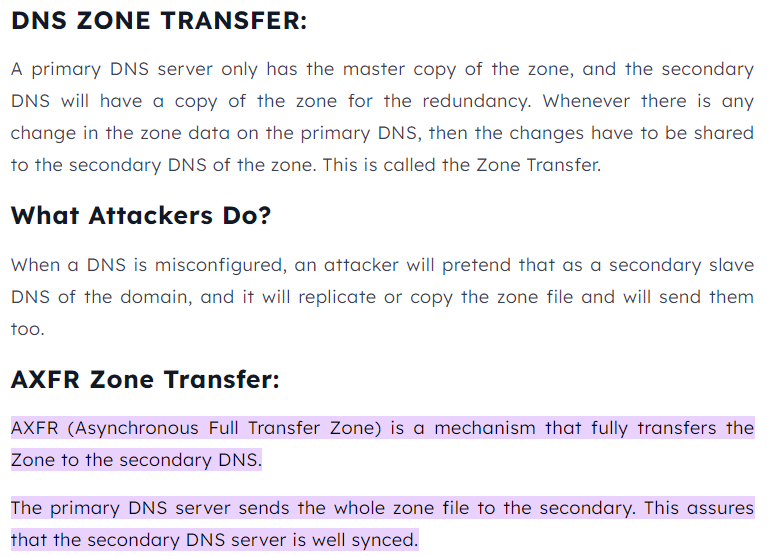 DNS ZONE TRANSFER:
A primary DNS server only has the master copy of the zone, and the secondary
DNS will have a copy of the zone for the redundancy. Whenever there is any
change in the zone data on the primary DNS, then the changes have to be shared
to the secondary DNS of the zone. This is called the Zone Transfer.
What Attackers Do?
When a DNS is misconfigured, an attacker will pretend that as a secondary slave
DNS of the domain, and it will replicate or copy the zone file and will send them
too.
AXFR Zone Transfer:
AXFR (Asynchronous Full Transfer Zone) is a mechanism that fully transfers the
Zone to the secondary DNS.
The primary DNS server sends the whole zone file to the secondary. This assures
that the secondary DNS server is well synced.